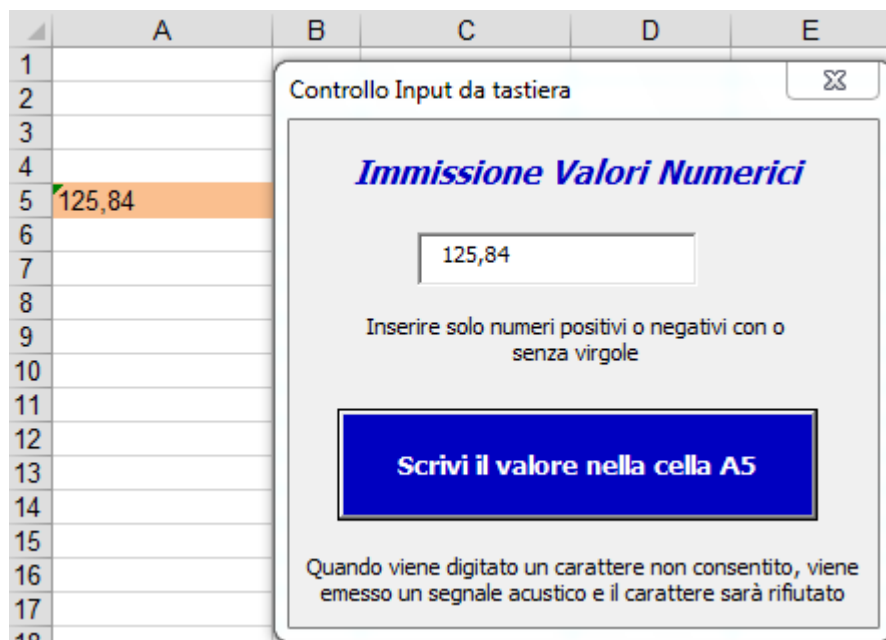 A B C D E
1
Controllo Input da tastiera
2
3
4
Immissione Valori Numerici
5 125,84
6
125,84
7
8
9
Inserire solo numeri positivi o negativi con o
senza virgole
10
11
12
13
Scrivi il valore nella cella A5
14
15
16
Quando viene digitato un carattere non consentito, viene
emesso un segnale acustico e il carattere sarà rifiutato
17
18